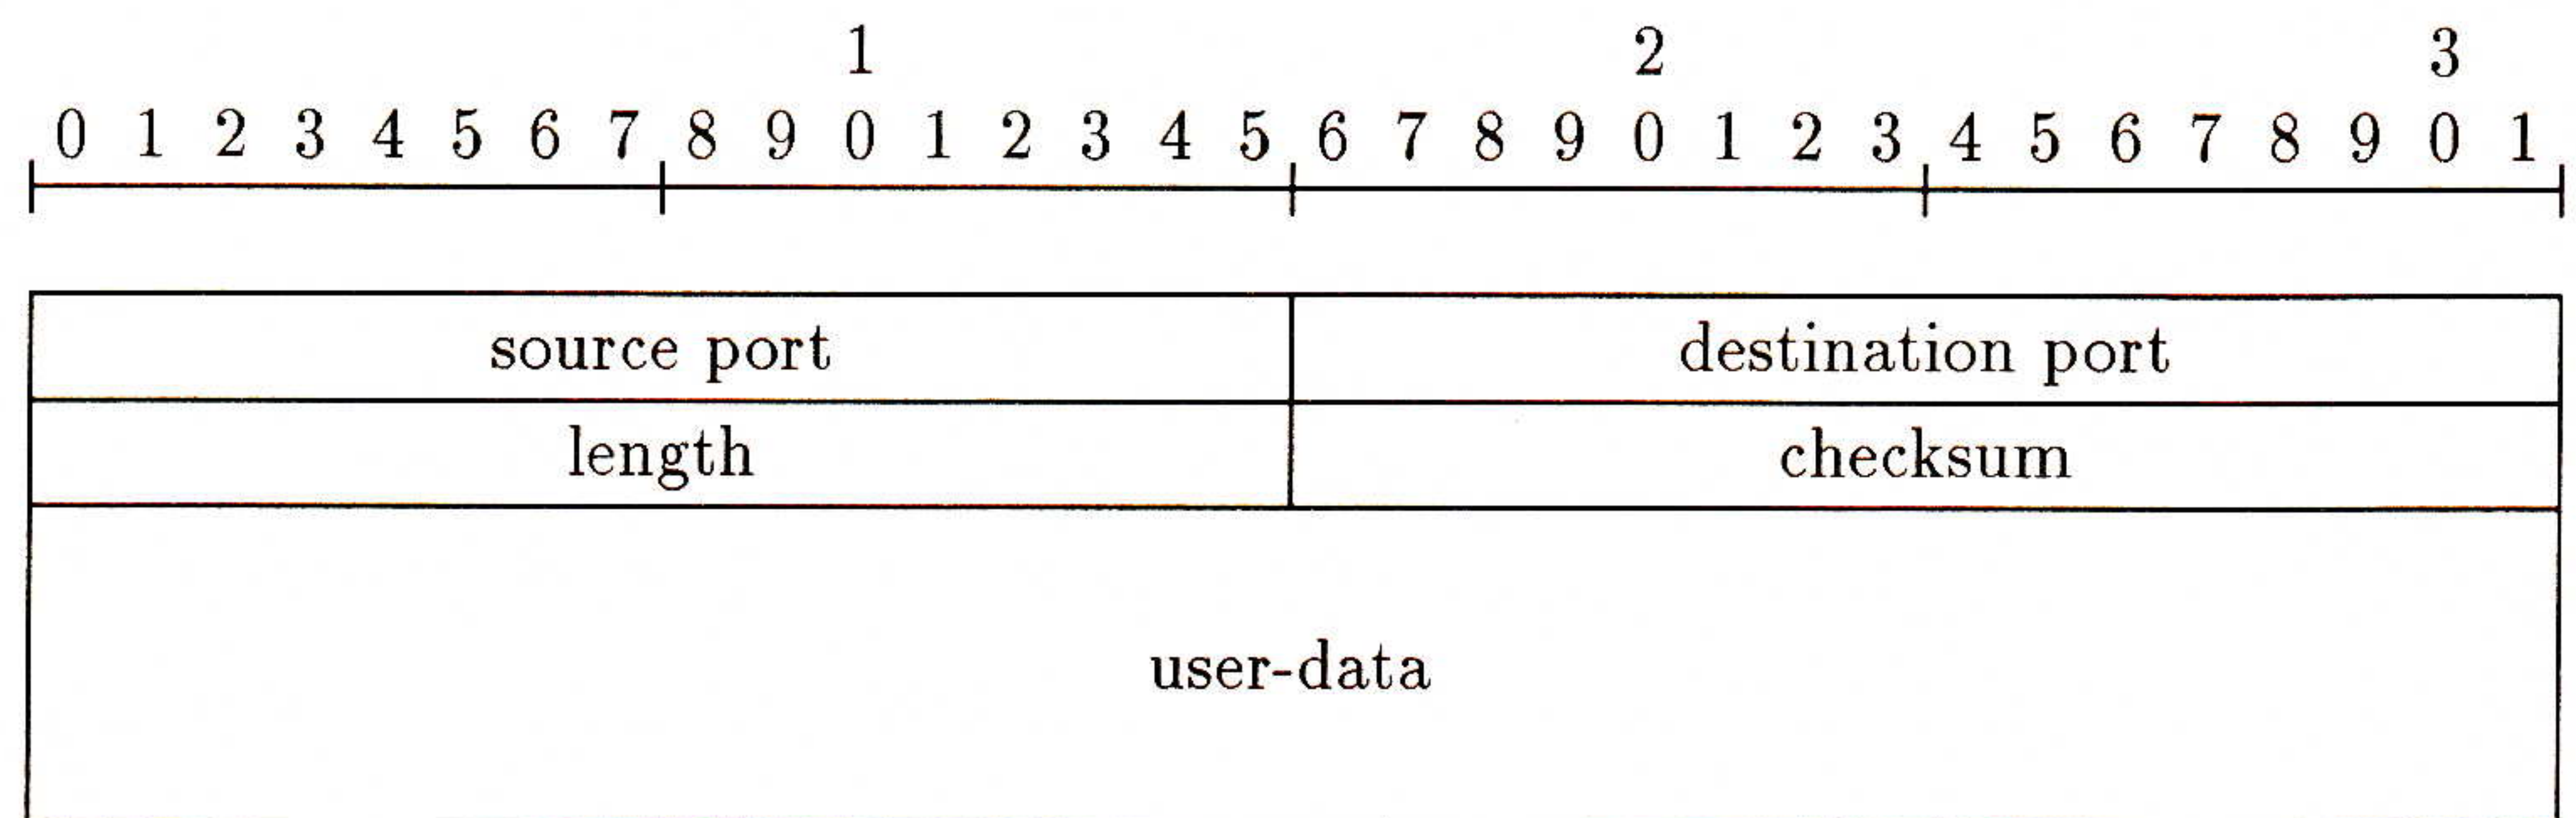 1 2 3
0 1 2 3 4 5 6 7 8 9 0 1 2 3 4 5 6 7 8 9 0 1 2 3 4 5 6 7 8 9 0 1
source port destination port
length checksum
user-data